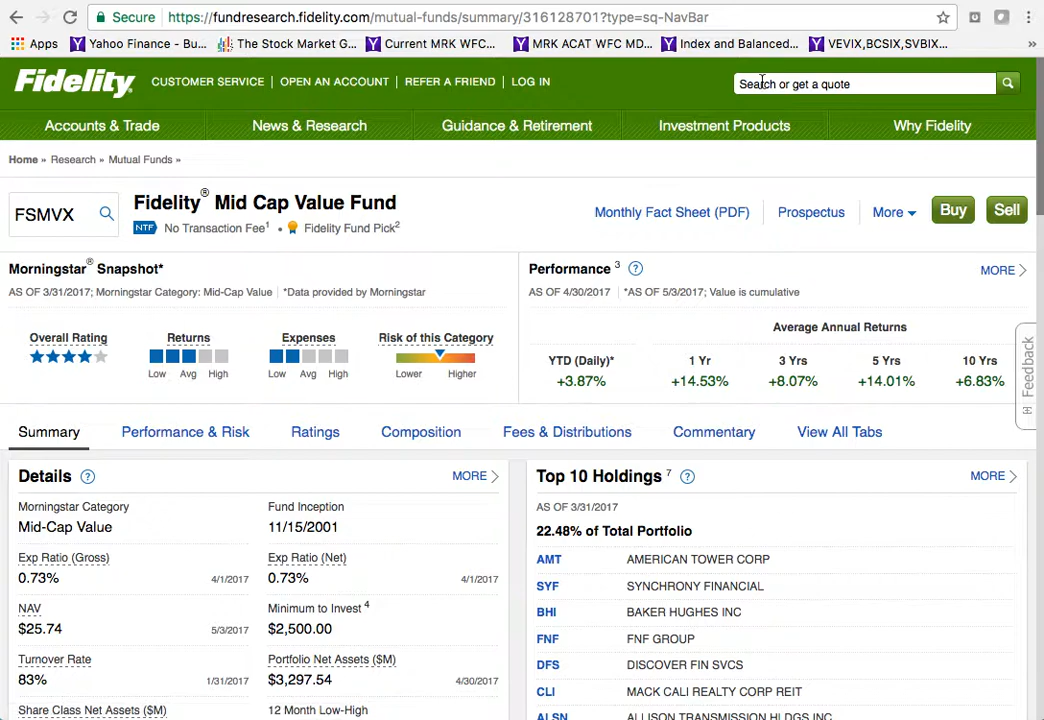 Secure https://fundresearch.fidelity.com/mutual-funds/summary/316128701?type=sq-NavBar
Apps Yahoo Finance - Bu... The Stock Market G... Current MRK WFC... MRK ACAT WFC MD... Index and Balanced... VEVIX,BCSIX,SVBIX... »
Fidelity CUSTOMER SERVICE | OPEN AN ACCOUNT | REFER A FRIEND | LOG IN Search or get a quote
Accounts & Trade News & Research Guidance & Retirement Investment Products Why Fidelity
Home » Research » Mutual Funds »
FSMVX Fidelity® Mid Cap Value Fund Monthly Fact Sheet (PDF) Prospectus More Buy Sell
NTF No Transaction Fee1 • Fidelity Fund Pick2
Morningstar® Snapshot*
AS OF 3/31/2017; Morningstar Category: Mid-Cap Value | *Data provided by Morningstar
Overall Rating Returns Expenses Risk of this Category
Low Avg High Low Avg High Lower Higher
Performance 3 ? MORE
AS OF 4/30/2017 | *AS OF 5/3/2017; Value is cumulative
Average Annual Returns
YTD (Daily)* 1 Yr 3 Yrs 5 Yrs 10 Yrs
+3.87% +14.53% +8.07% +14.01% +6.83%
Feedback
Summary Performance & Risk Ratings Composition Fees & Distributions Commentary View All Tabs
Details ? MORE
Morningstar Category Fund Inception
Mid-Cap Value 11/15/2001
Exp Ratio (Gross) Exp Ratio (Net)
0.73% 4/1/2017 0.73% 4/1/2017
NAV Minimum to Invest 4
$25.74 5/3/2017 $2,500.00
Turnover Rate Portfolio Net Assets ($M)
83% 1/31/2017 $3,297.54 4/30/2017
Share Class Net Assets ($M) 12 Month Low-High
Top 10 Holdings 7 ? MORE
AS OF 3/31/2017
22.48% of Total Portfolio
AMT AMERICAN TOWER CORP
SYF SYNCHRONY FINANCIAL
BHI BAKER HUGHES INC
FNF FNF GROUP
DFS DISCOVER FIN SVCS
CLI MACK CALI REALTY CORP REIT
ALSN ALLISON TRANSMISSION HLDGS INC